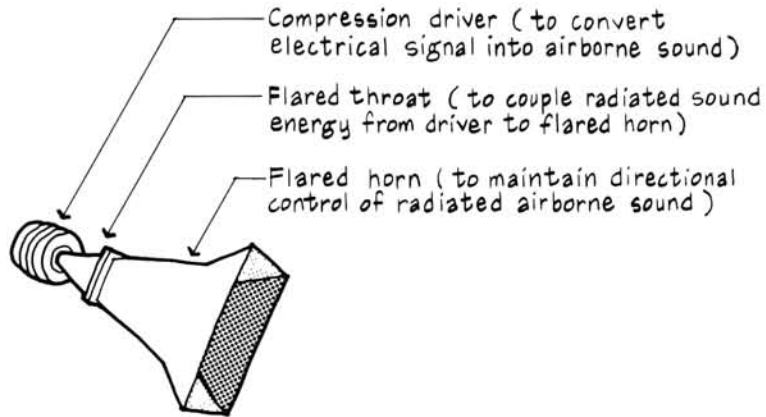 Compression driver (to convert
electrical signal into airborne sound)
Flared throat (to couple radiated sound
energy from driver to flared horn)
Flared horn (to maintain directional
control of radiated airborne sound)